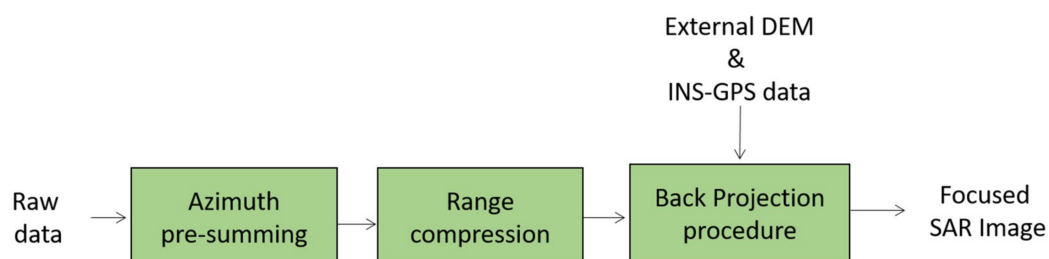 External DEM
&
INS-GPS data
Raw
data
Azimuth
pre-summing
Range
compression
Back Projection
procedure
Focused
SAR Image